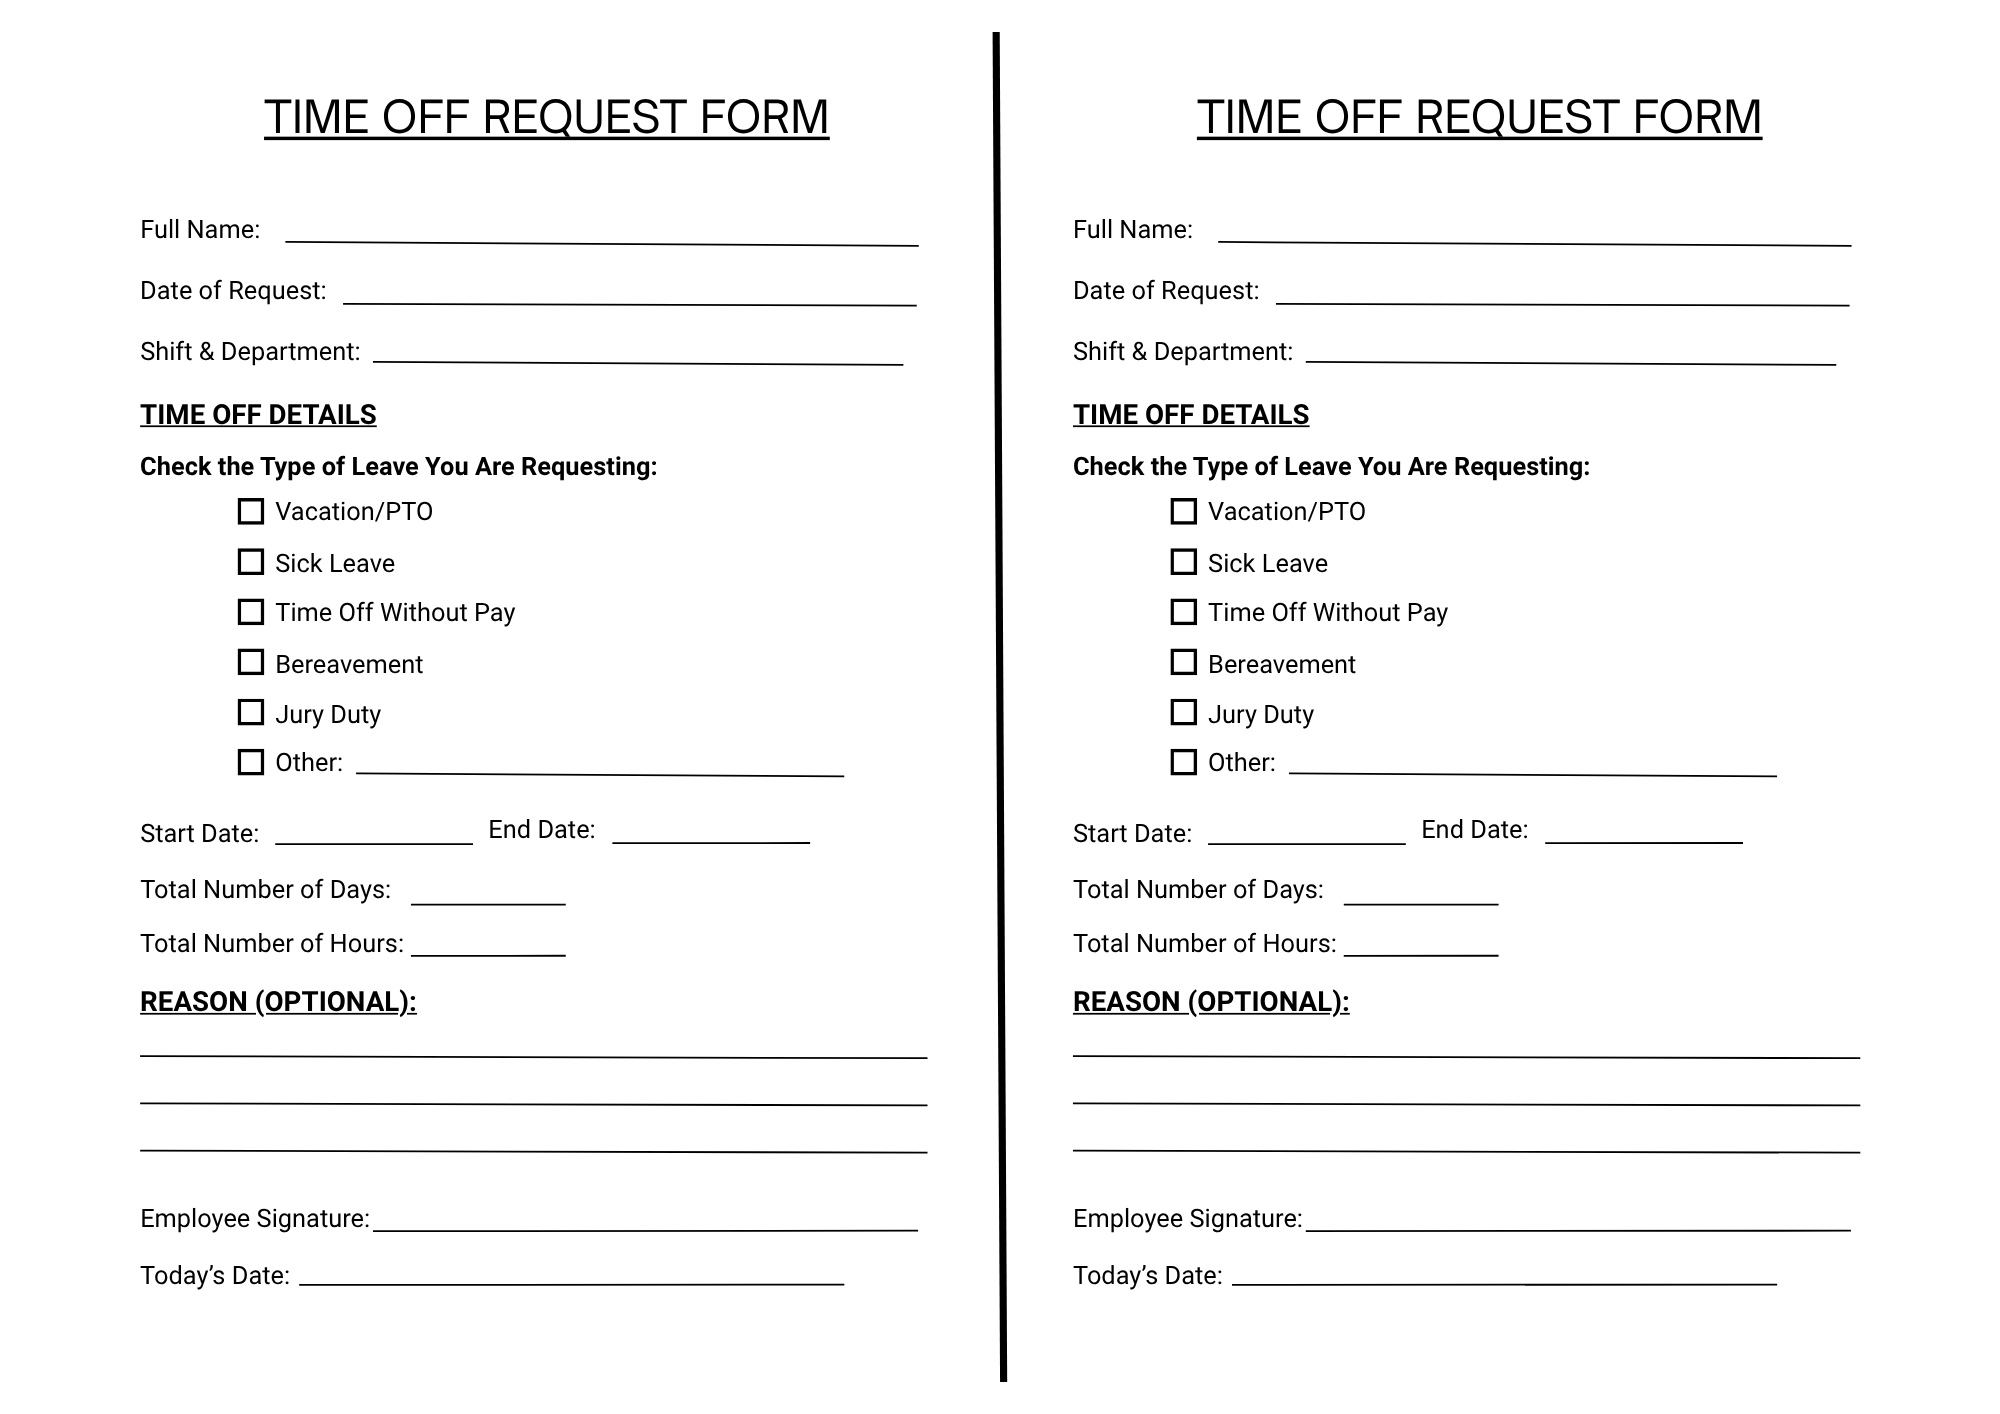 TIME OFF REQUEST FORM
Full Name:
Date of Request:
Shift & Department:
TIME OFF DETAILS
Check the Type of Leave You Are Requesting:
Vacation/PTO
Sick Leave
Time Off Without Pay
Bereavement
Jury Duty
Other:
Start Date: End Date:
Total Number of Days:
Total Number of Hours:
REASON (OPTIONAL):
Employee Signature:
Today’s Date:
TIME OFF REQUEST FORM
Full Name:
Date of Request:
Shift & Department:
TIME OFF DETAILS
Check the Type of Leave You Are Requesting:
Vacation/PTO
Sick Leave
Time Off Without Pay
Bereavement
Jury Duty
Other:
Start Date: End Date:
Total Number of Days:
Total Number of Hours:
REASON (OPTIONAL):
Employee Signature:
Today’s Date: